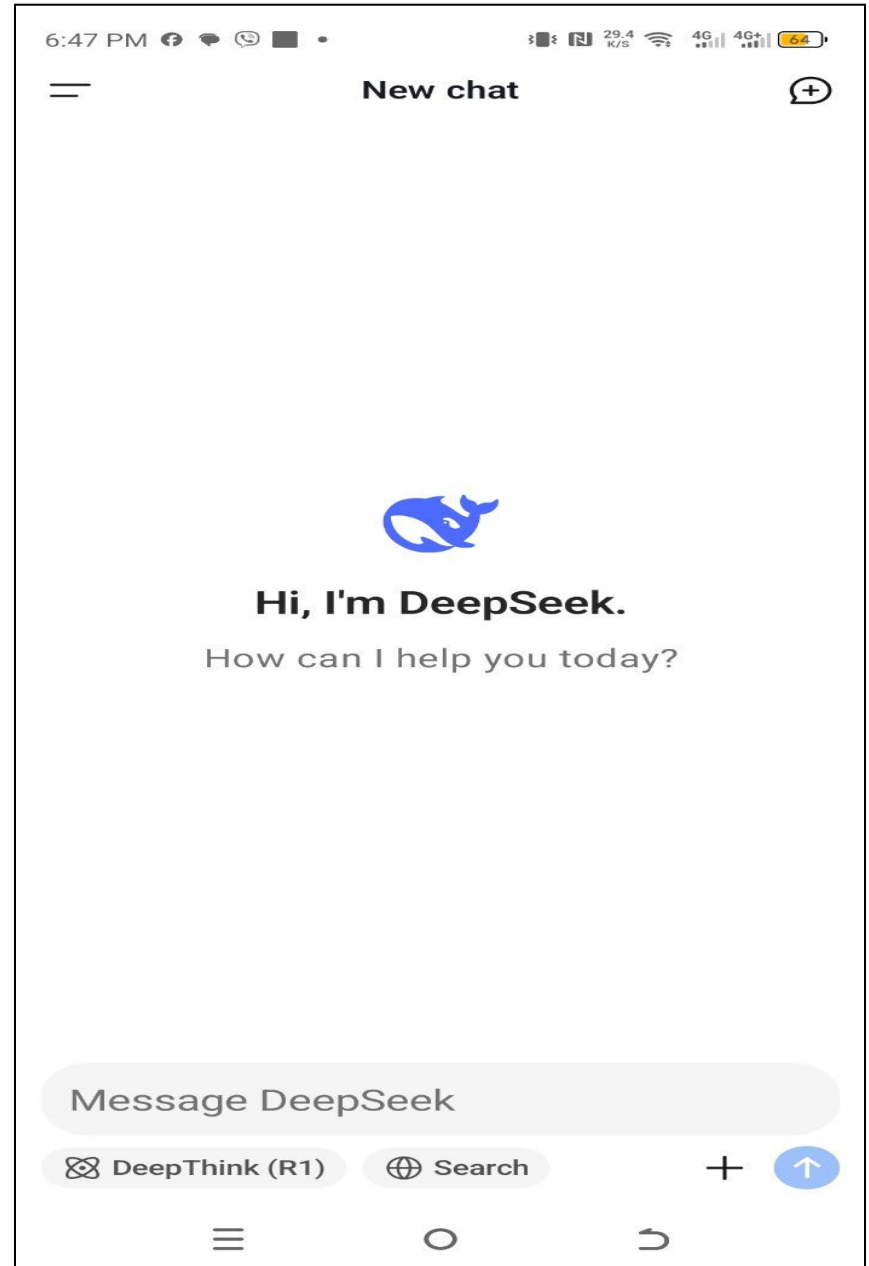 6:47 PM 29.4 K/S 4G 4G+ 64
New chat
Hi, I'm DeepSeek.
How can I help you today?
Message DeepSeek
DeepThink (R1) Search